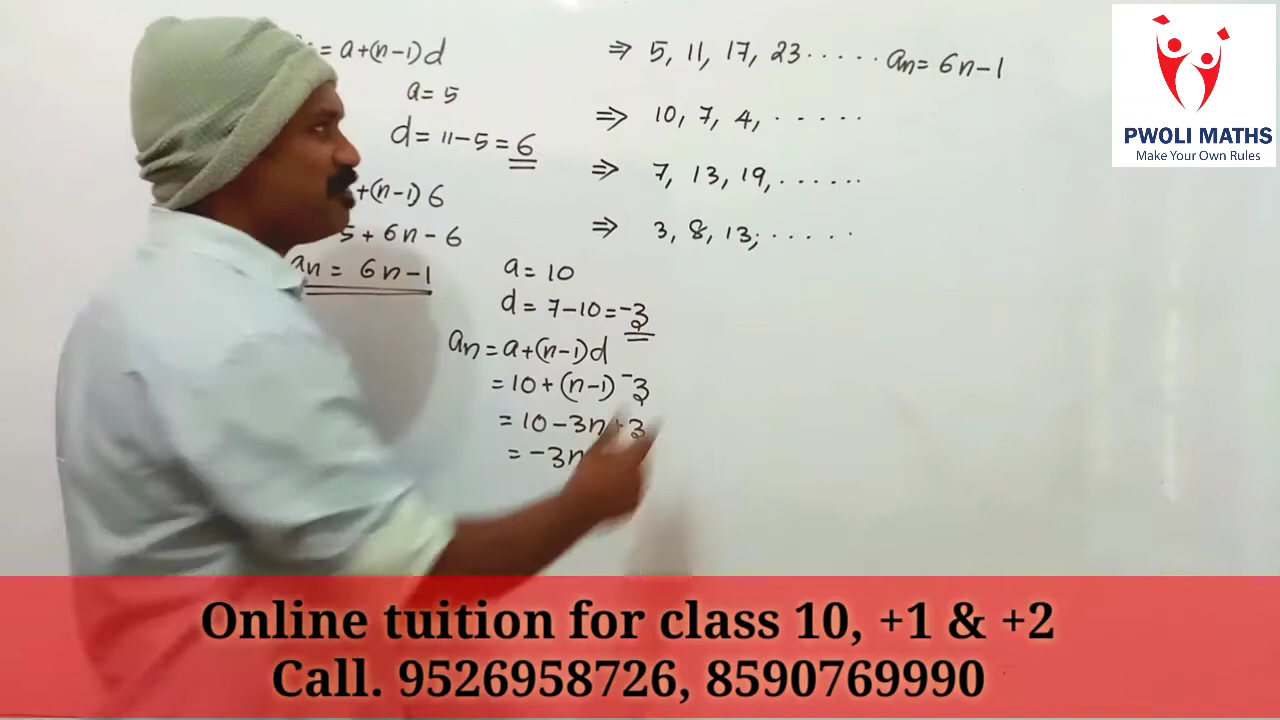 = a+(n-1)d
a= 5
d= 11-5 = 6
+(n-1) 6
5 + 6n - 6
an = 6n-1
⇒ 5, 11, 17, 23 ..... an= 6n-1
⇒ 10, 7, 4, ......
⇒ 7, 13, 19, ......
⇒ 3, 8, 13, .....
a = 10
d = 7-10 = -3
an = a+(n-1)d
= 10 + (n-1) -3
= 10 - 3n + 3
= -3n
PWOLI MATHS
Make Your Own Rules
Online tuition for class 10, +1 & +2
Call. 9526958726, 8590769990